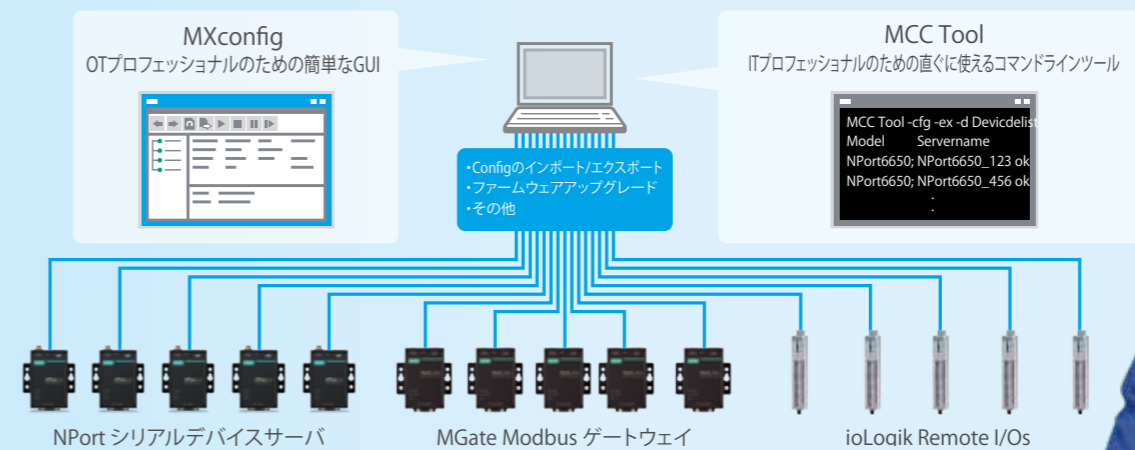 MXconfig
OTプロフェッショナルのための簡単なGUI
MCC Tool
ITプロフェッショナルのための直ぐに使えるコマンドラインツール
MCC Tool -cfg -ex -d Devicdelist
Model Servername
NPort6650; NPort6650_123 ok
NPort6650; NPort6650_456 ok
:
・Configのインポート/エクスポート
・ファームウェアアップグレード
・その他
NPort シリアルデバイスサーバ
MGate Modbus ゲートウェイ
ioLogik Remote I/Os